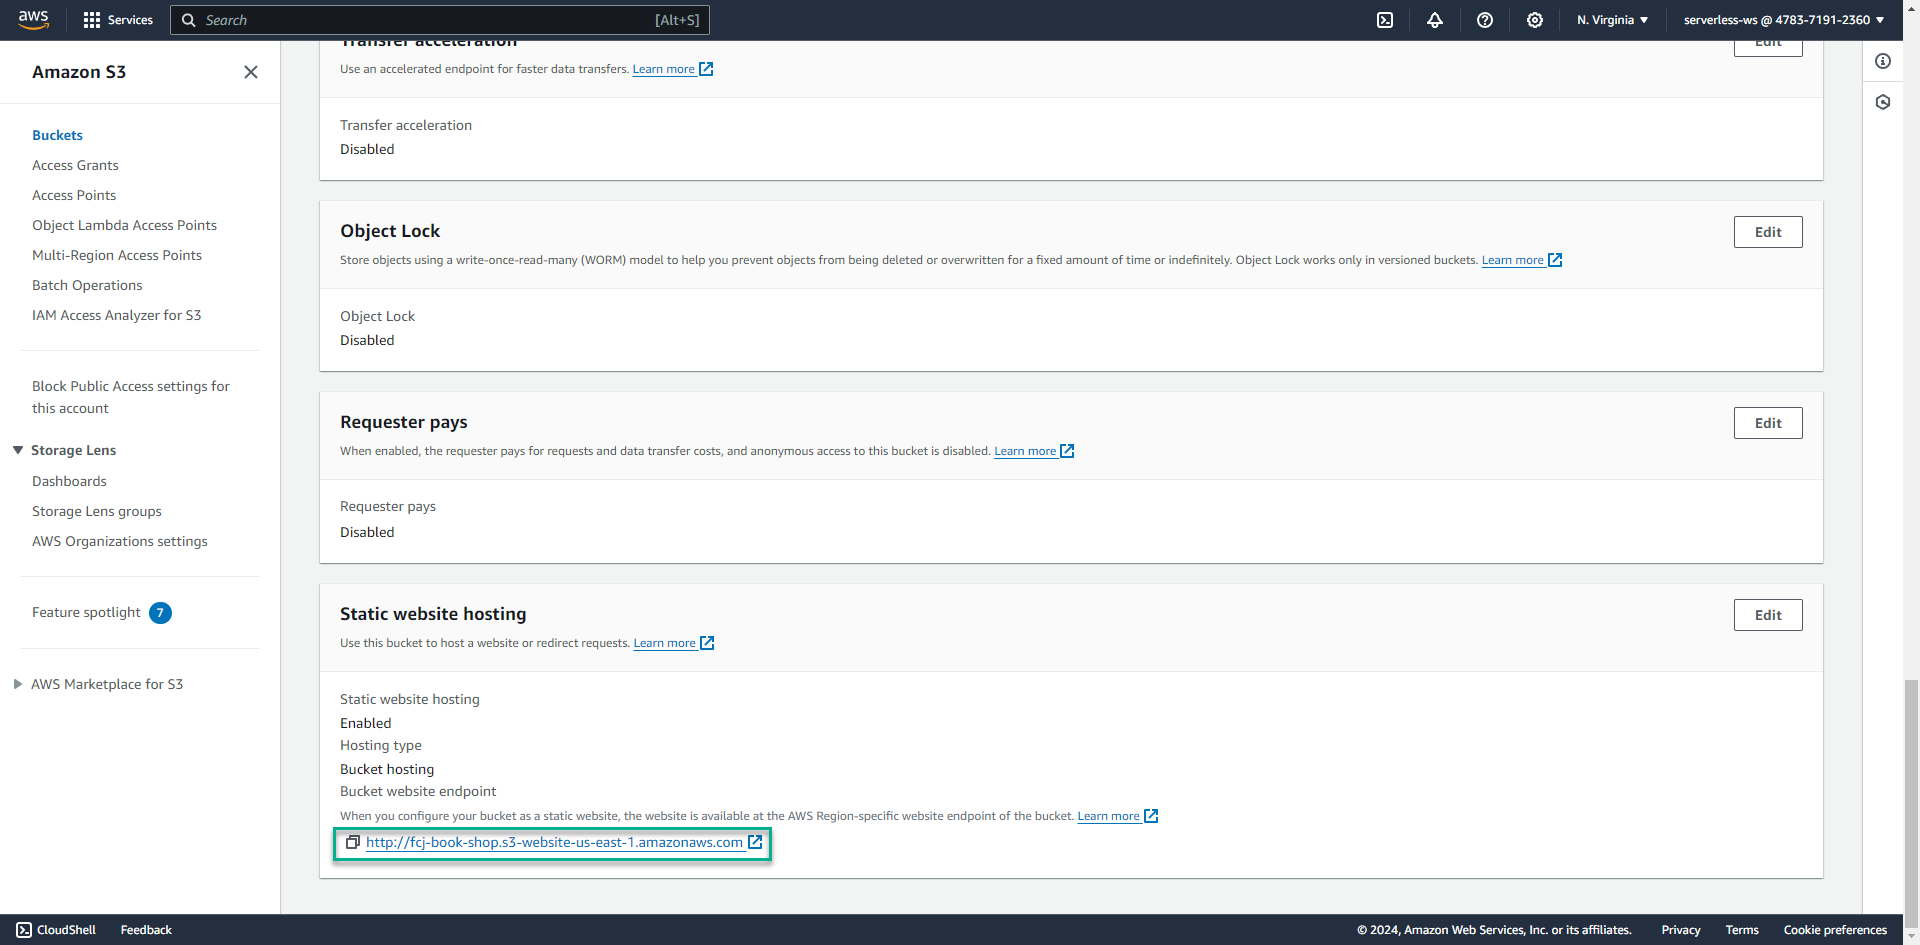 aws
Services
Search
[Alt+S]
N. Virginia
serverless-ws @ 4783-7191-2360
Amazon S3
Buckets
Access Grants
Access Points
Object Lambda Access Points
Multi-Region Access Points
Batch Operations
IAM Access Analyzer for S3
Block Public Access settings for
this account
Storage Lens
Dashboards
Storage Lens groups
AWS Organizations settings
Feature spotlight 7
AWS Marketplace for S3
Transfer acceleration
Edit
Use an accelerated endpoint for faster data transfers. Learn more
Transfer acceleration
Disabled
Object Lock
Edit
Store objects using a write-once-read-many (WORM) model to help you prevent objects from being deleted or overwritten for a fixed amount of time or indefinitely. Object Lock works only in versioned buckets. Learn more
Object Lock
Disabled
Requester pays
Edit
When enabled, the requester pays for requests and data transfer costs, and anonymous access to this bucket is disabled. Learn more
Requester pays
Disabled
Static website hosting
Edit
Use this bucket to host a website or redirect requests. Learn more
Static website hosting
Enabled
Hosting type
Bucket hosting
Bucket website endpoint
When you configure your bucket as a static website, the website is available at the AWS Region-specific website endpoint of the bucket. Learn more
http://fcj-book-shop.s3-website-us-east-1.amazonaws.com
CloudShell
Feedback
© 2024, Amazon Web Services, Inc. or its affiliates.
Privacy
Terms
Cookie preferences